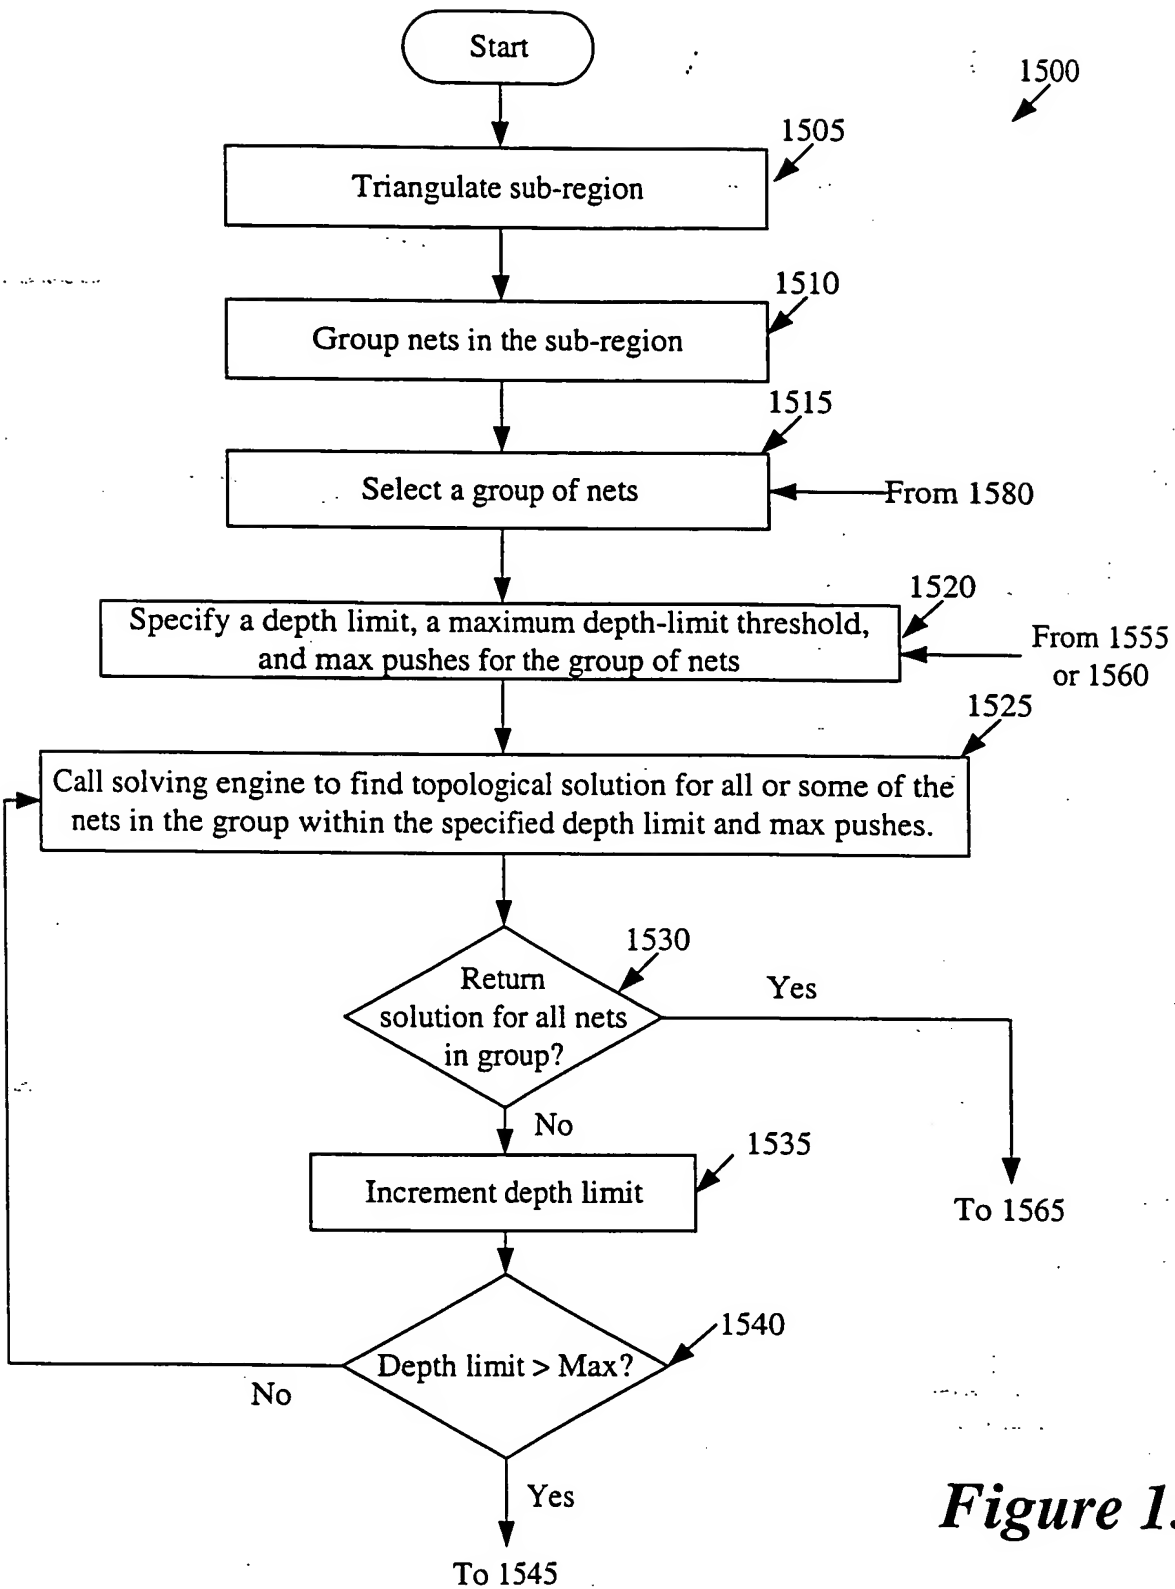 Start
1500
1505
Triangulate sub-region
1510
Group nets in the sub-region
1515
Select a group of nets
From 1580
1520
Specify a depth limit, a maximum depth-limit threshold,
and max pushes for the group of nets
From 1555
or 1560
1525
Call solving engine to find topological solution for all or some of the
nets in the group within the specified depth limit and max pushes.
1530
Return
solution for all nets
in group?
Yes
No
1535
Increment depth limit
To 1565
1540
Depth limit > Max?
No
Yes
To 1545
Figure 1